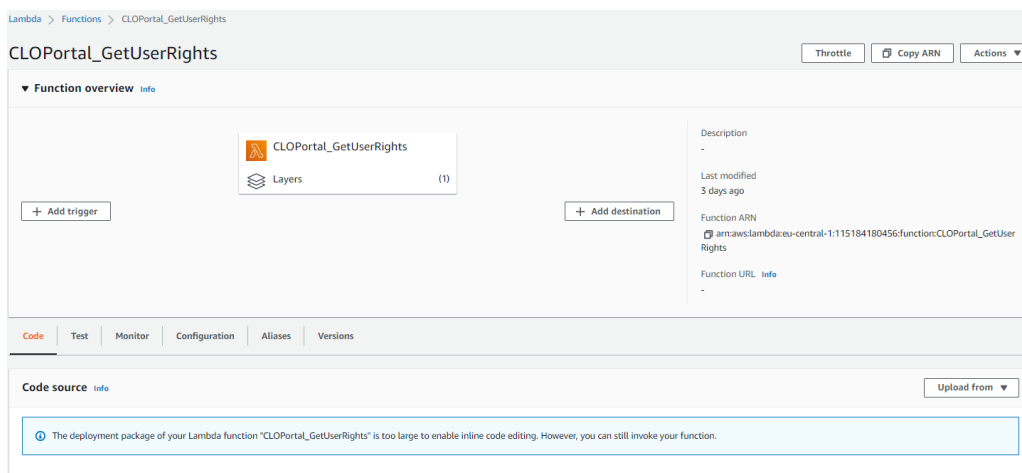 Lambda > Functions > CLOPortal_GetUserRights
CLOPortal_GetUserRights
Throttle
Copy ARN
Actions
Function overview Info
CLOPortal_GetUserRights
Layers (1)
+ Add trigger
+ Add destination
Description
-
Last modified
3 days ago
Function ARN
arn:aws:lambda:eu-central-1:115184180456:function:CLOPortal_GetUser
Rights
Function URL Info
-
Code Test Monitor Configuration Aliases Versions
Code source Info
Upload from
The deployment package of your Lambda function "CLOPortal_GetUserRights" is too large to enable inline code editing. However, you can still invoke your function.